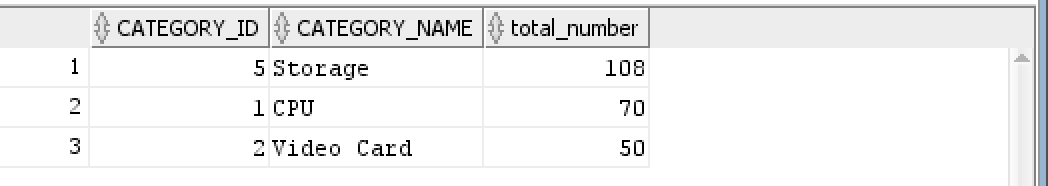 CATEGORY_ID CATEGORY_NAME total_number
1 5 Storage 108
2 1 CPU 70
3 2 Video Card 50